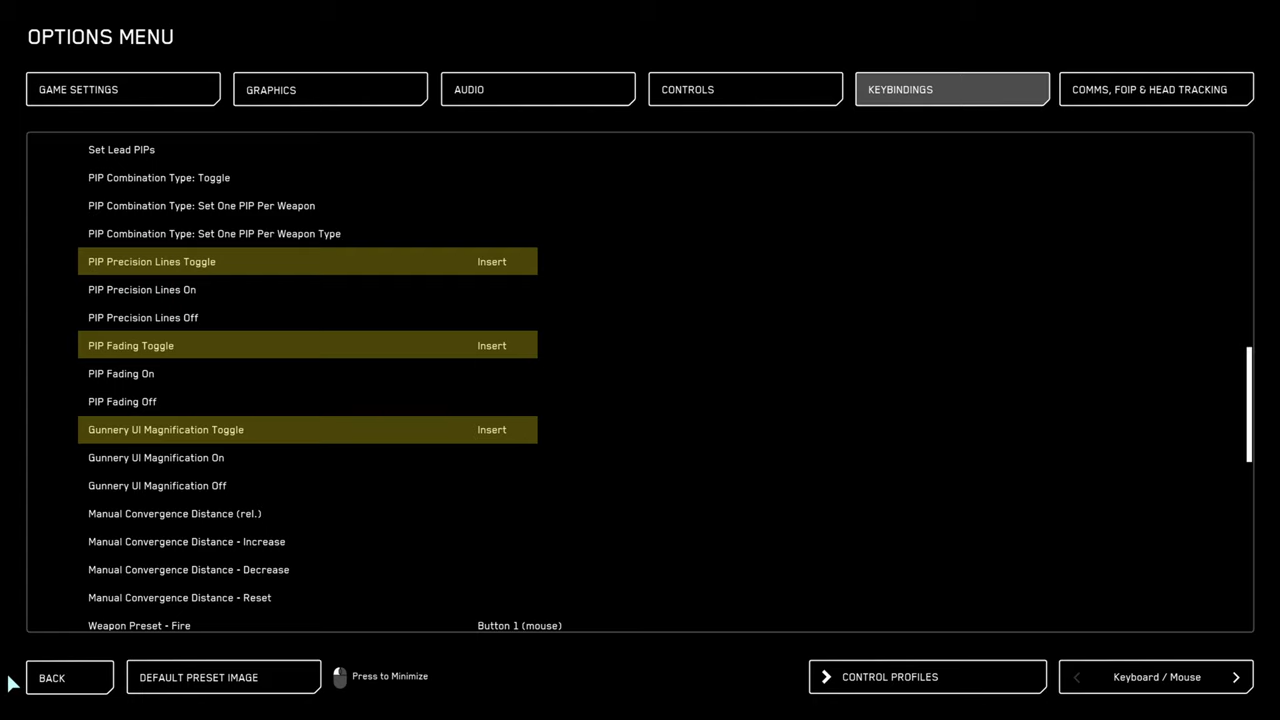 OPTIONS MENU
GAME SETTINGS
GRAPHICS
AUDIO
CONTROLS
KEYBINDINGS
COMMS, FOIP & HEAD TRACKING
Set Lead PIPs
PIP Combination Type: Toggle
PIP Combination Type: Set One PIP Per Weapon
PIP Combination Type: Set One PIP Per Weapon Type
PIP Precision Lines Toggle Insert
PIP Precision Lines On
PIP Precision Lines Off
PIP Fading Toggle Insert
PIP Fading On
PIP Fading Off
Gunnery UI Magnification Toggle Insert
Gunnery UI Magnification On
Gunnery UI Magnification Off
Manual Convergence Distance (rel.)
Manual Convergence Distance - Increase
Manual Convergence Distance - Decrease
Manual Convergence Distance - Reset
Weapon Preset - Fire Button 1 (mouse)
BACK
DEFAULT PRESET IMAGE
Press to Minimize
CONTROL PROFILES
Keyboard / Mouse